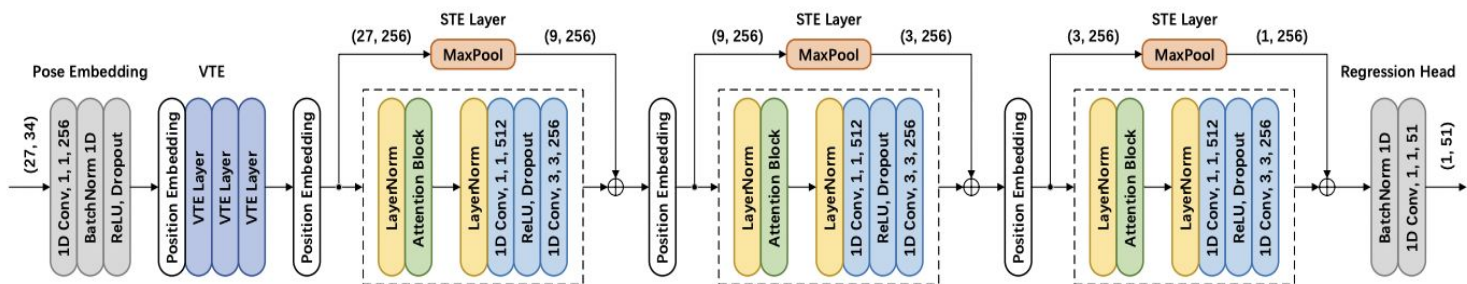 STE Layer
STE Layer
STE Layer
(27, 256)
MaxPool
(9, 256)
(9, 256)
MaxPool
(3, 256)
(3, 256)
MaxPool
(1, 256)
Pose Embedding
VTE
Regression Head
(27, 34)
1D Conv, 1, 256
BatchNorm 1D
ReLU, Dropout
Position Embedding
VTE Layer
VTE Layer
VTE Layer
Position Embedding
LayerNorm
Attention Block
LayerNorm
1D Conv, 1, 1, 512
ReLU, Dropout
1D Conv, 3, 3, 256
Position Embedding
LayerNorm
Attention Block
LayerNorm
1D Conv, 1, 1, 512
ReLU, Dropout
1D Conv, 3, 3, 256
Position Embedding
LayerNorm
Attention Block
LayerNorm
1D Conv, 1, 1, 512
ReLU, Dropout
1D Conv, 3, 3, 256
BatchNorm 1D
1D Conv, 1, 1, 51
(1, 51)